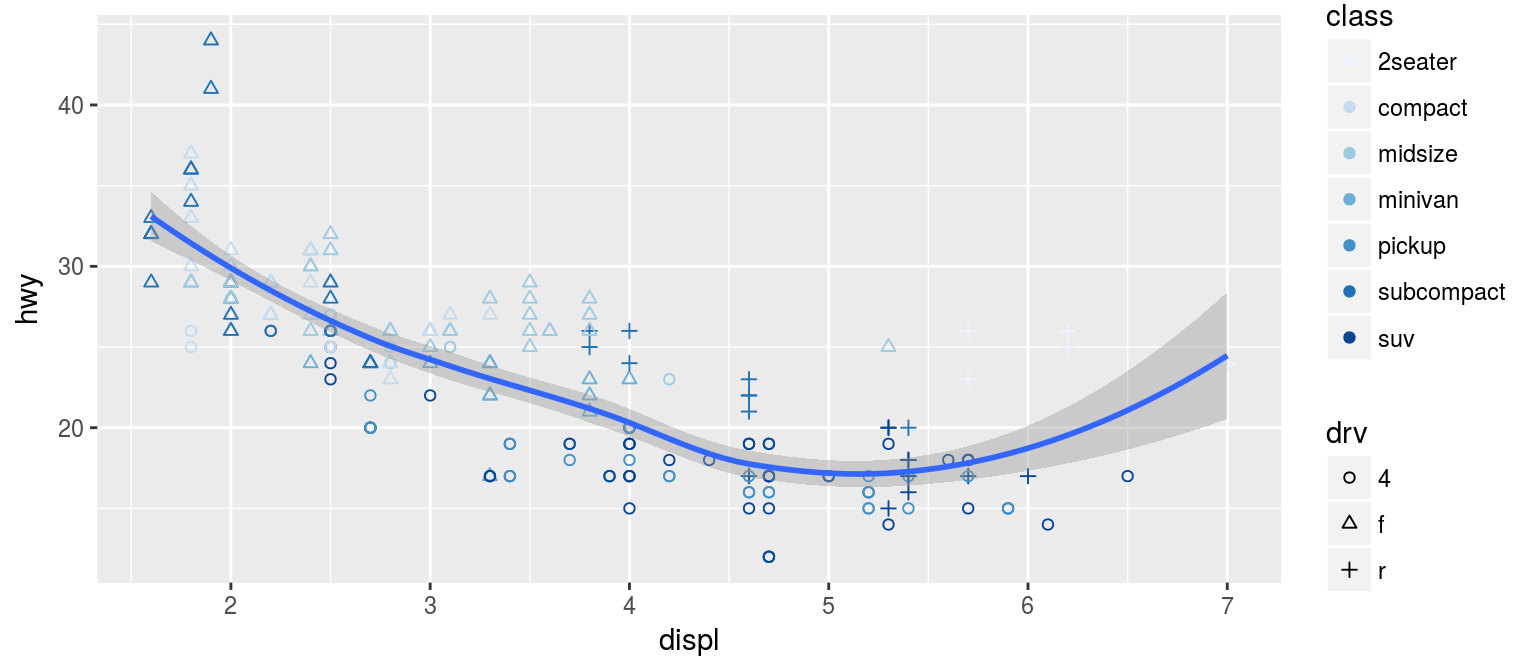 class
2seater
compact
midsize
minivan
pickup
subcompact
suv
drv
4
f
r
hwy
40
30
20
2 3 4 5 6 7
displ